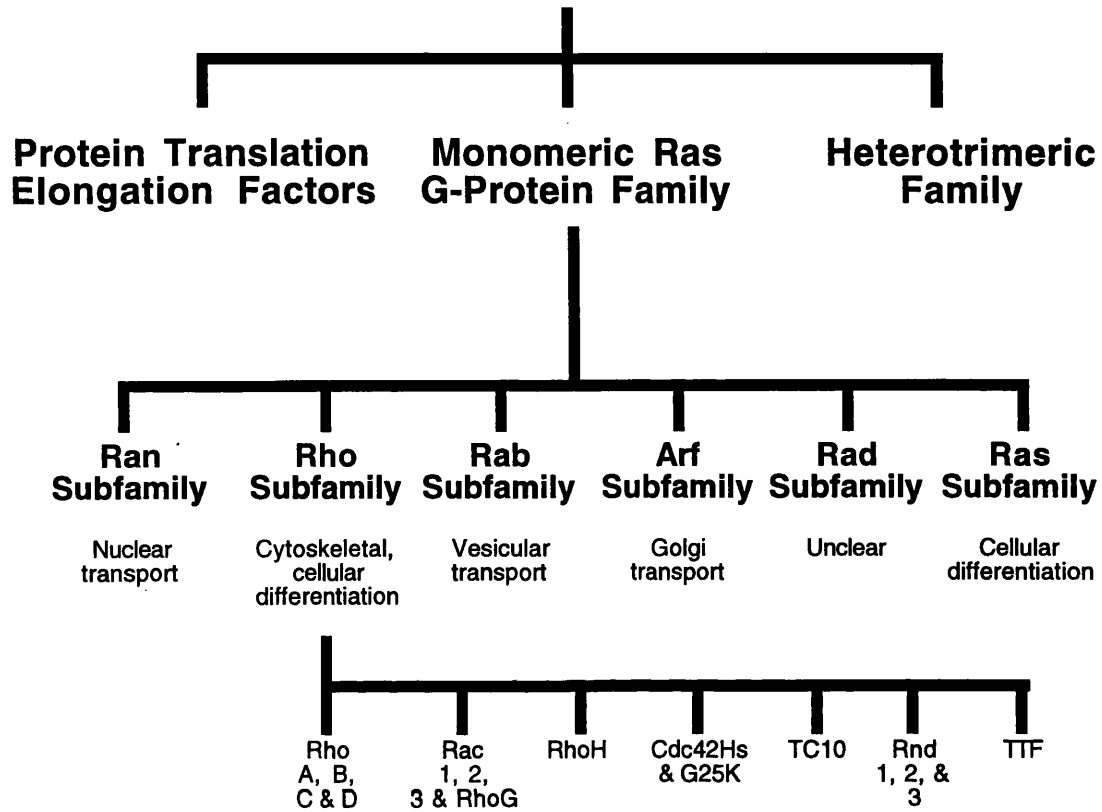 Protein Translation
Elongation Factors
Monomeric Ras
G-Protein Family
Heterotrimeric
Family
Ran
Subfamily
Nuclear
transport
Rho
Subfamily
Cytoskeletal,
cellular
differentiation
Rab
Subfamily
Vesicular
transport
Arf
Subfamily
Golgi
transport
Rad
Subfamily
Unclear
Ras
Subfamily
Cellular
differentiation
Rho
A, B,
C & D
Rac
1, 2,
3 & RhoG
RhoH
Cdc42Hs
& G25K
TC10
Rnd
1, 2, &
3
TTF